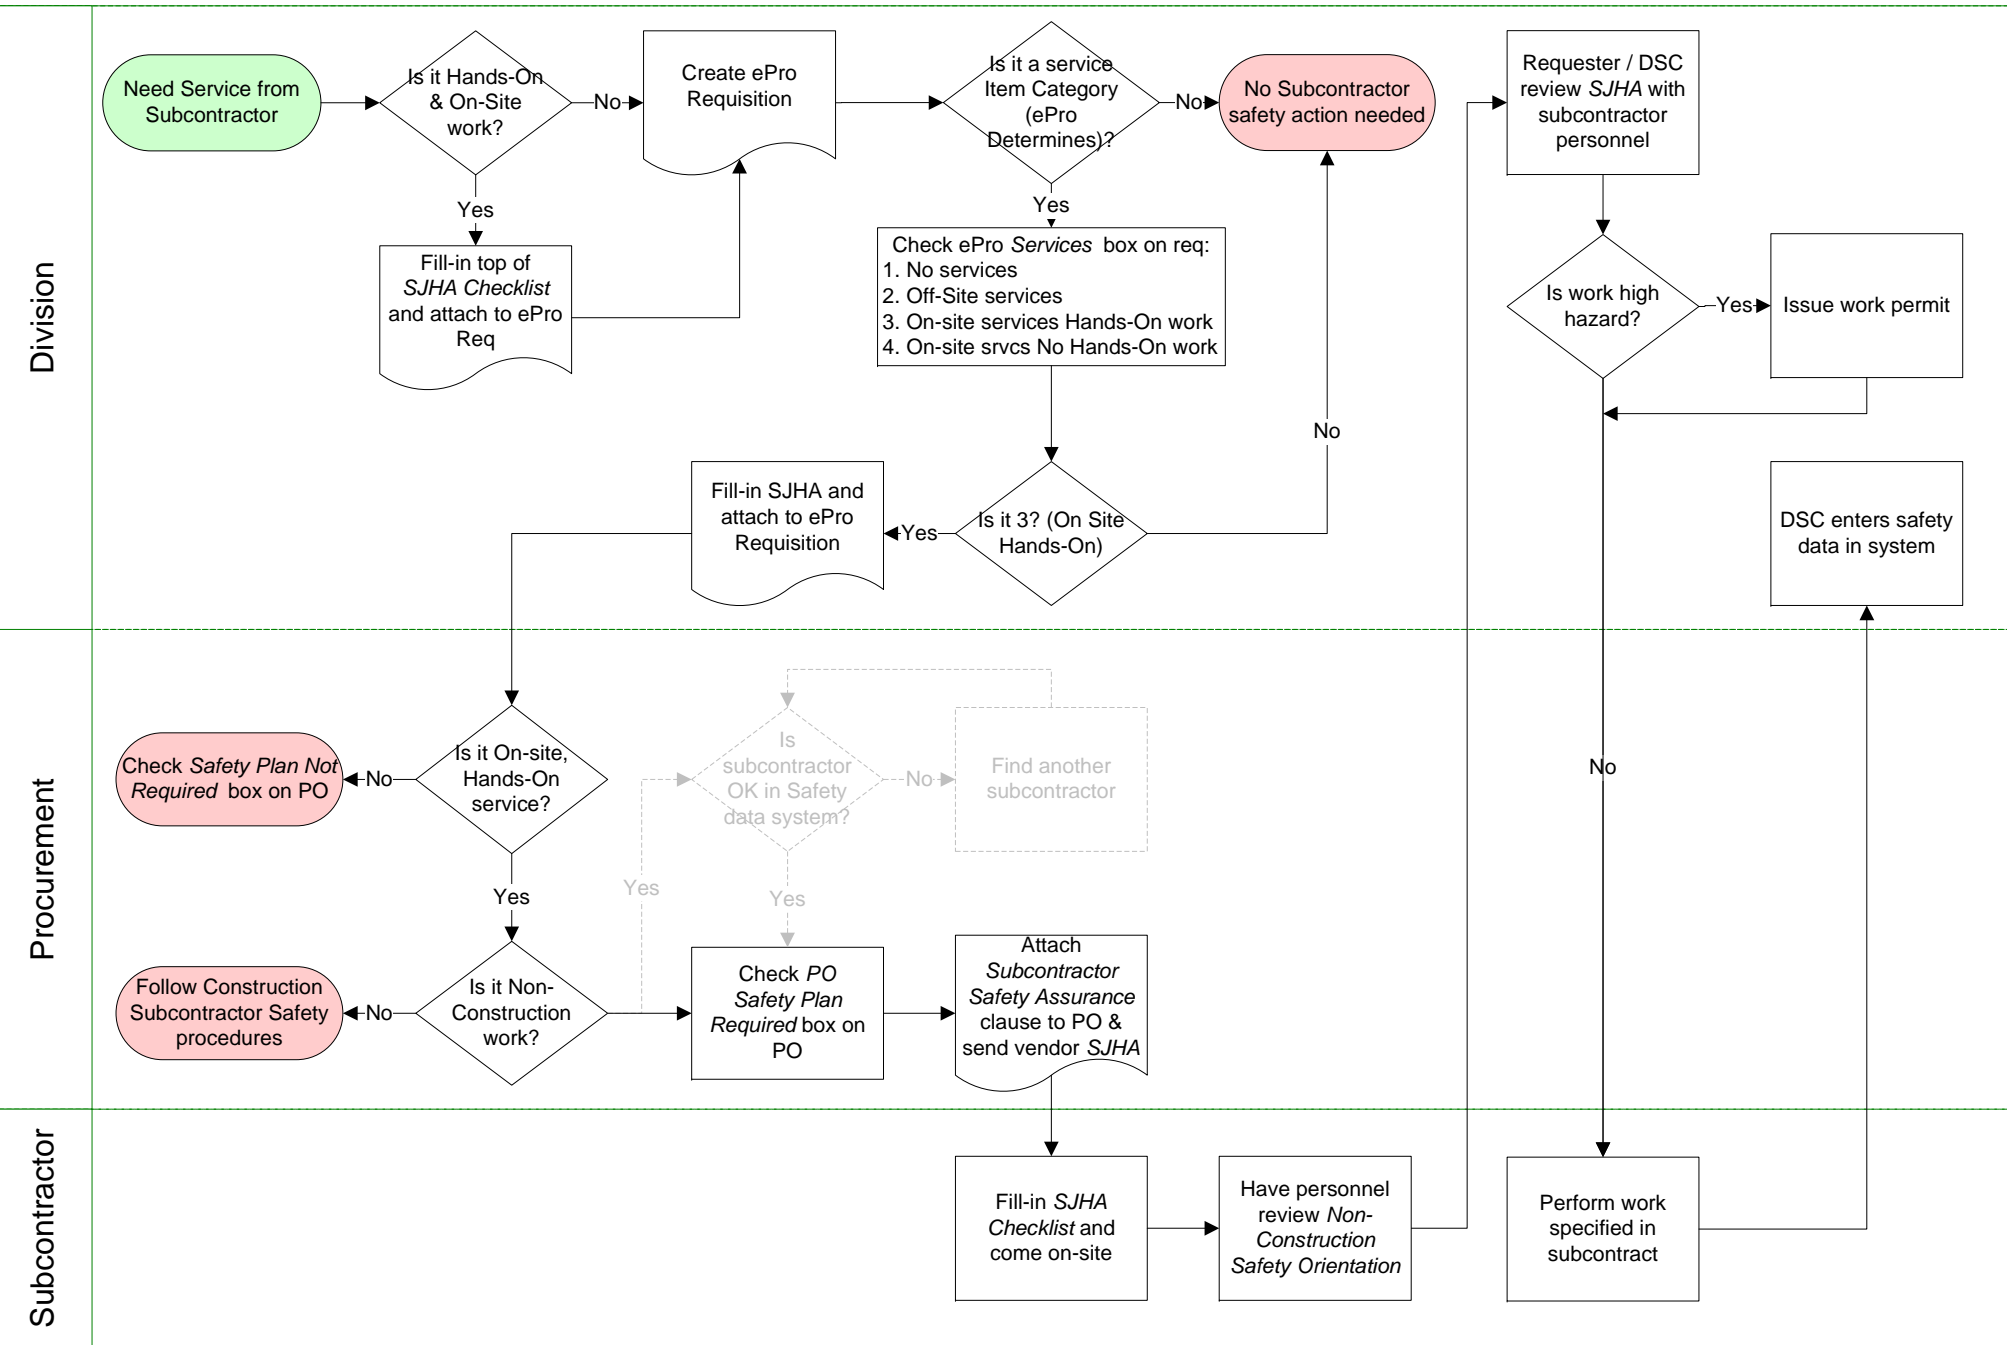 Division
Need Service from
Subcontractor
Is it Hands-On
& On-Site
work?
No
Yes
Fill-in top of
SJHA Checklist
and attach to ePro
Req
Create ePro
Requisition
Is it a service
Item Category
(ePro
Determines)?
No
Yes
No Subcontractor
safety action needed
Check ePro Services box on req:
1. No services
2. Off-Site services
3. On-site services Hands-On work
4. On-site srvcs No Hands-On work
Is it 3? (On Site
Hands-On)
No
Yes
Fill-in SJHA and
attach to ePro
Requisition
Requester / DSC
review SJHA with
subcontractor
personnel
Is work high
hazard?
Yes
Issue work permit
No
DSC enters safety
data in system
Procurement
Is it On-site,
Hands-On
service?
No
Check Safety Plan Not
Required box on PO
Yes
Is it Non-
Construction
work?
No
Follow Construction
Subcontractor Safety
procedures
Yes
Is
subcontractor
OK in Safety
data system?
No
Find another
subcontractor
Yes
Check PO
Safety Plan
Required box on
PO
Attach
Subcontractor
Safety Assurance
clause to PO &
send vendor SJHA
Subcontractor
Fill-in SJHA
Checklist and
come on-site
Have personnel
review Non-
Construction
Safety Orientation
Perform work
specified in
subcontract